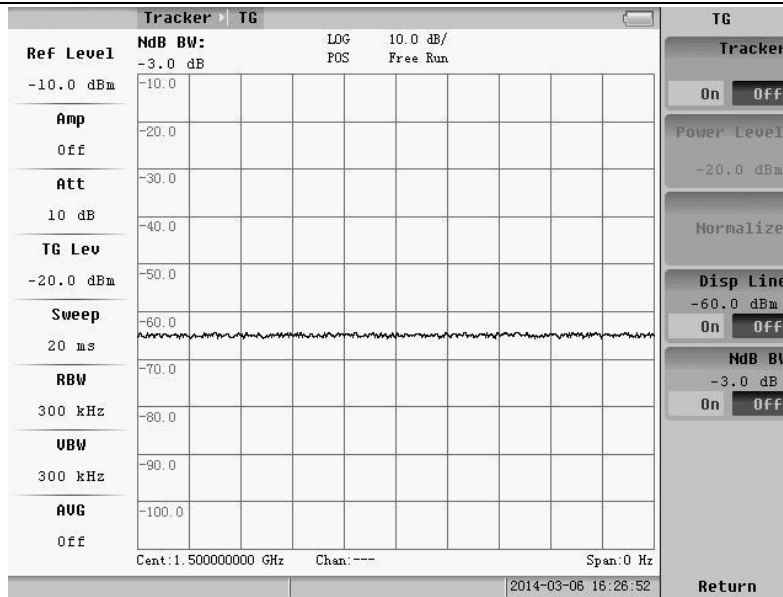 Tracker TG
Ref Level
-10.0 dBm
Amp
Off
Att
10 dB
TG Lev
-20.0 dBm
Sweep
20 ms
RBW
300 kHz
VBW
300 kHz
AVG
Off
NdB BW:
-3.0 dB
LOG 10.0 dB/
POS Free Run
-10.0
-20.0
-30.0
-40.0
-50.0
-60.0
-70.0
-80.0
-90.0
-100.0
Cent:1.500000000 GHz Chan:--- Span:0 Hz
2014-03-06 16:26:52
TG
Tracker
On Off
Power Level
-20.0 dBm
Normalize
Disp Line
-60.0 dBm
On Off
NdB BW
-3.0 dB
On Off
Return